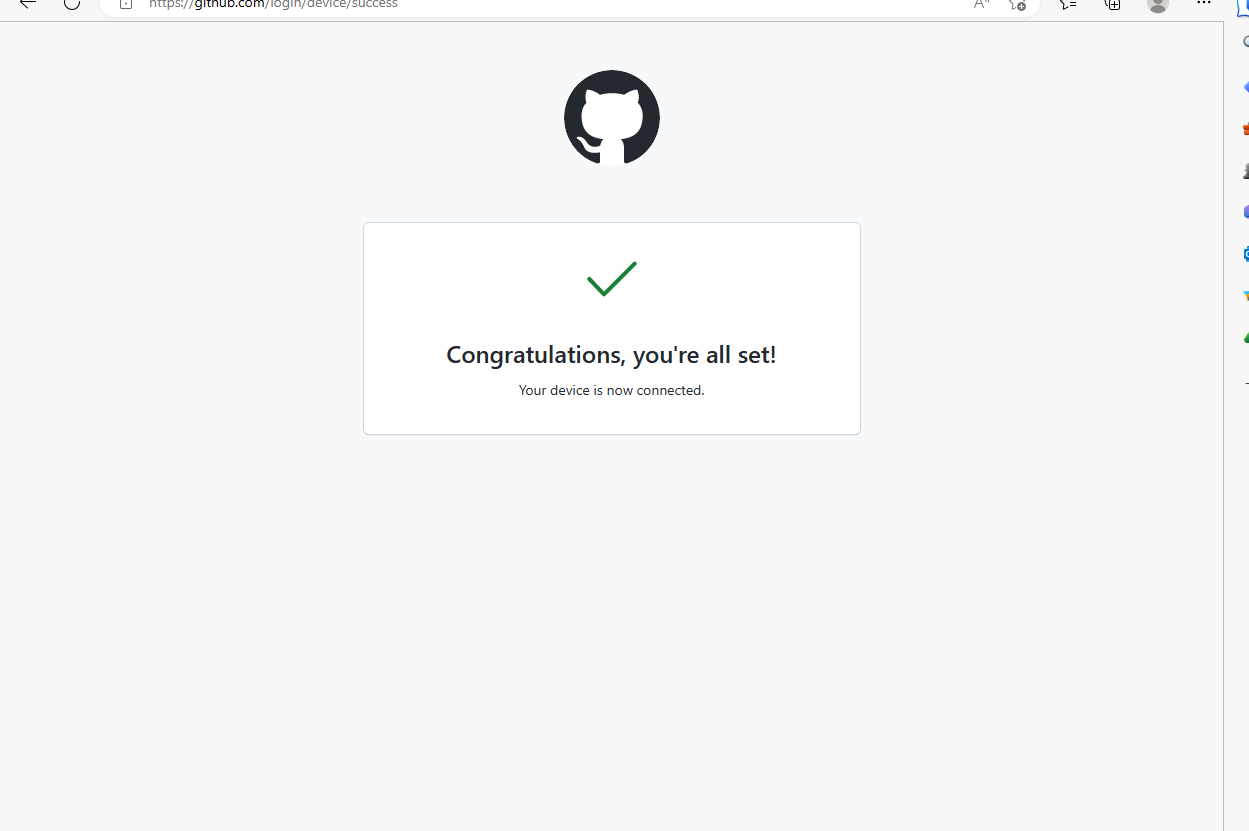 https://github.com/login/device/success
Congratulations, you're all set!
Your device is now connected.